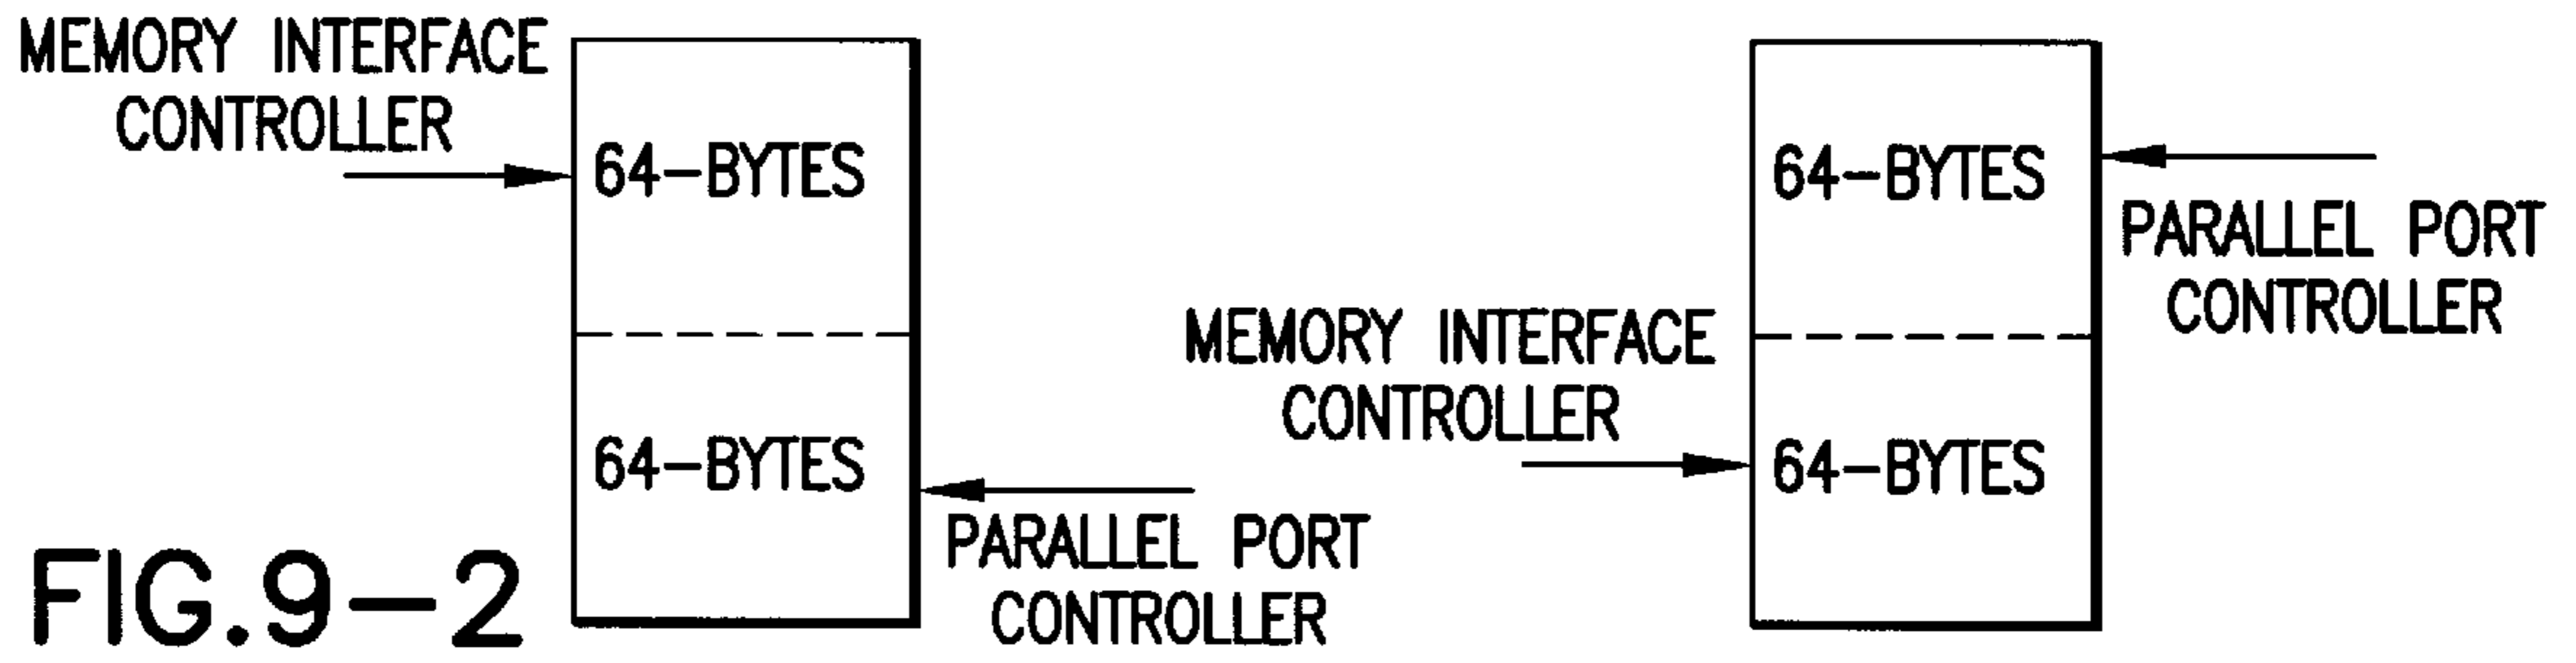 MEMORY INTERFACE
CONTROLLER
64-BYTES
64-BYTES
PARALLEL PORT
CONTROLLER
MEMORY INTERFACE
CONTROLLER
64-BYTES
PARALLEL PORT
CONTROLLER
64-BYTES
FIG.9-2